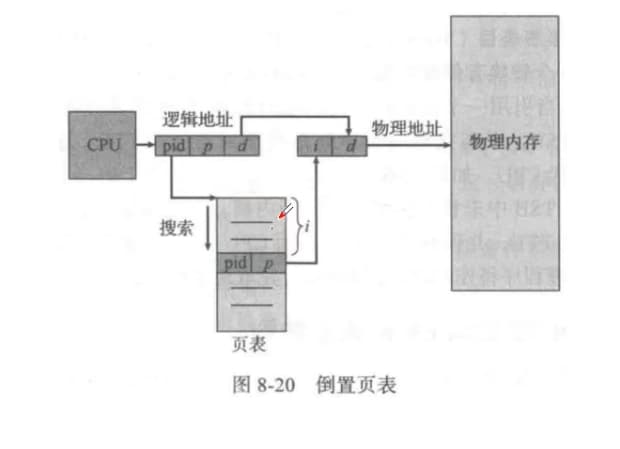 逻辑地址
物理地址
CPU
pid p d
i d
物理内存
搜索
i
pid p
页表
图 8-20 倒置页表